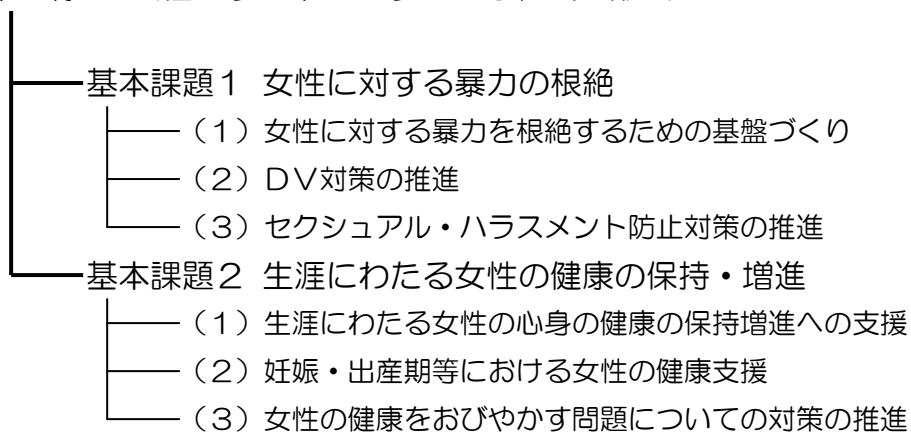 基本課題1 女性に対する暴力の根絶
(1)女性に対する暴力を根絶するための基盤づくり
(2)DV対策の推進
(3)セクシュアル・ハラスメント防止対策の推進
基本課題2 生涯にわたる女性の健康の保持・増進
(1)生涯にわたる女性の心身の健康の保持増進への支援
(2)妊娠・出産期等における女性の健康支援
(3)女性の健康をおびやかす問題についての対策の推進